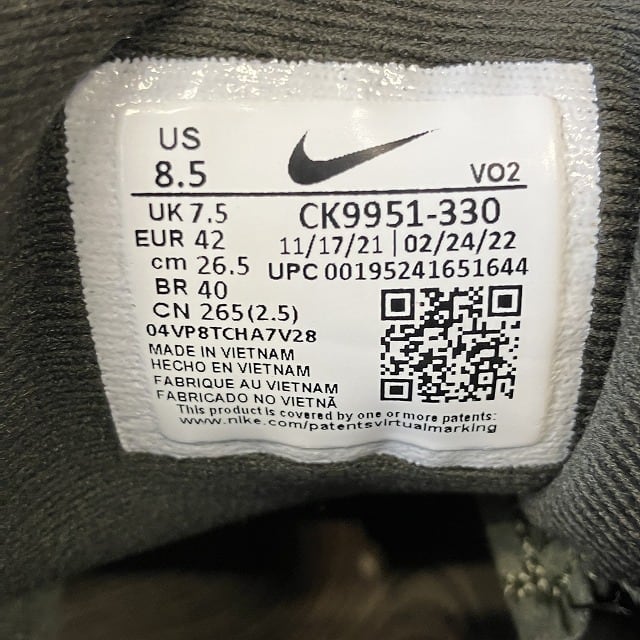 US
8.5
VO2
UK 7.5
CK9951-330
EUR 42
11/17/21 | 02/24/22
cm 26.5
UPC 00195241651644
BR 40
CN 265(2.5)
04VP8TCHA7V28
MADE IN VIETNAM
HECHO EN VIETNAM
FABRIQUE AU VIETNAM
FABRICADO NO VIETNÃ
This product is covered by one or more patents:
www.nike.com/patentsvirtualmarking